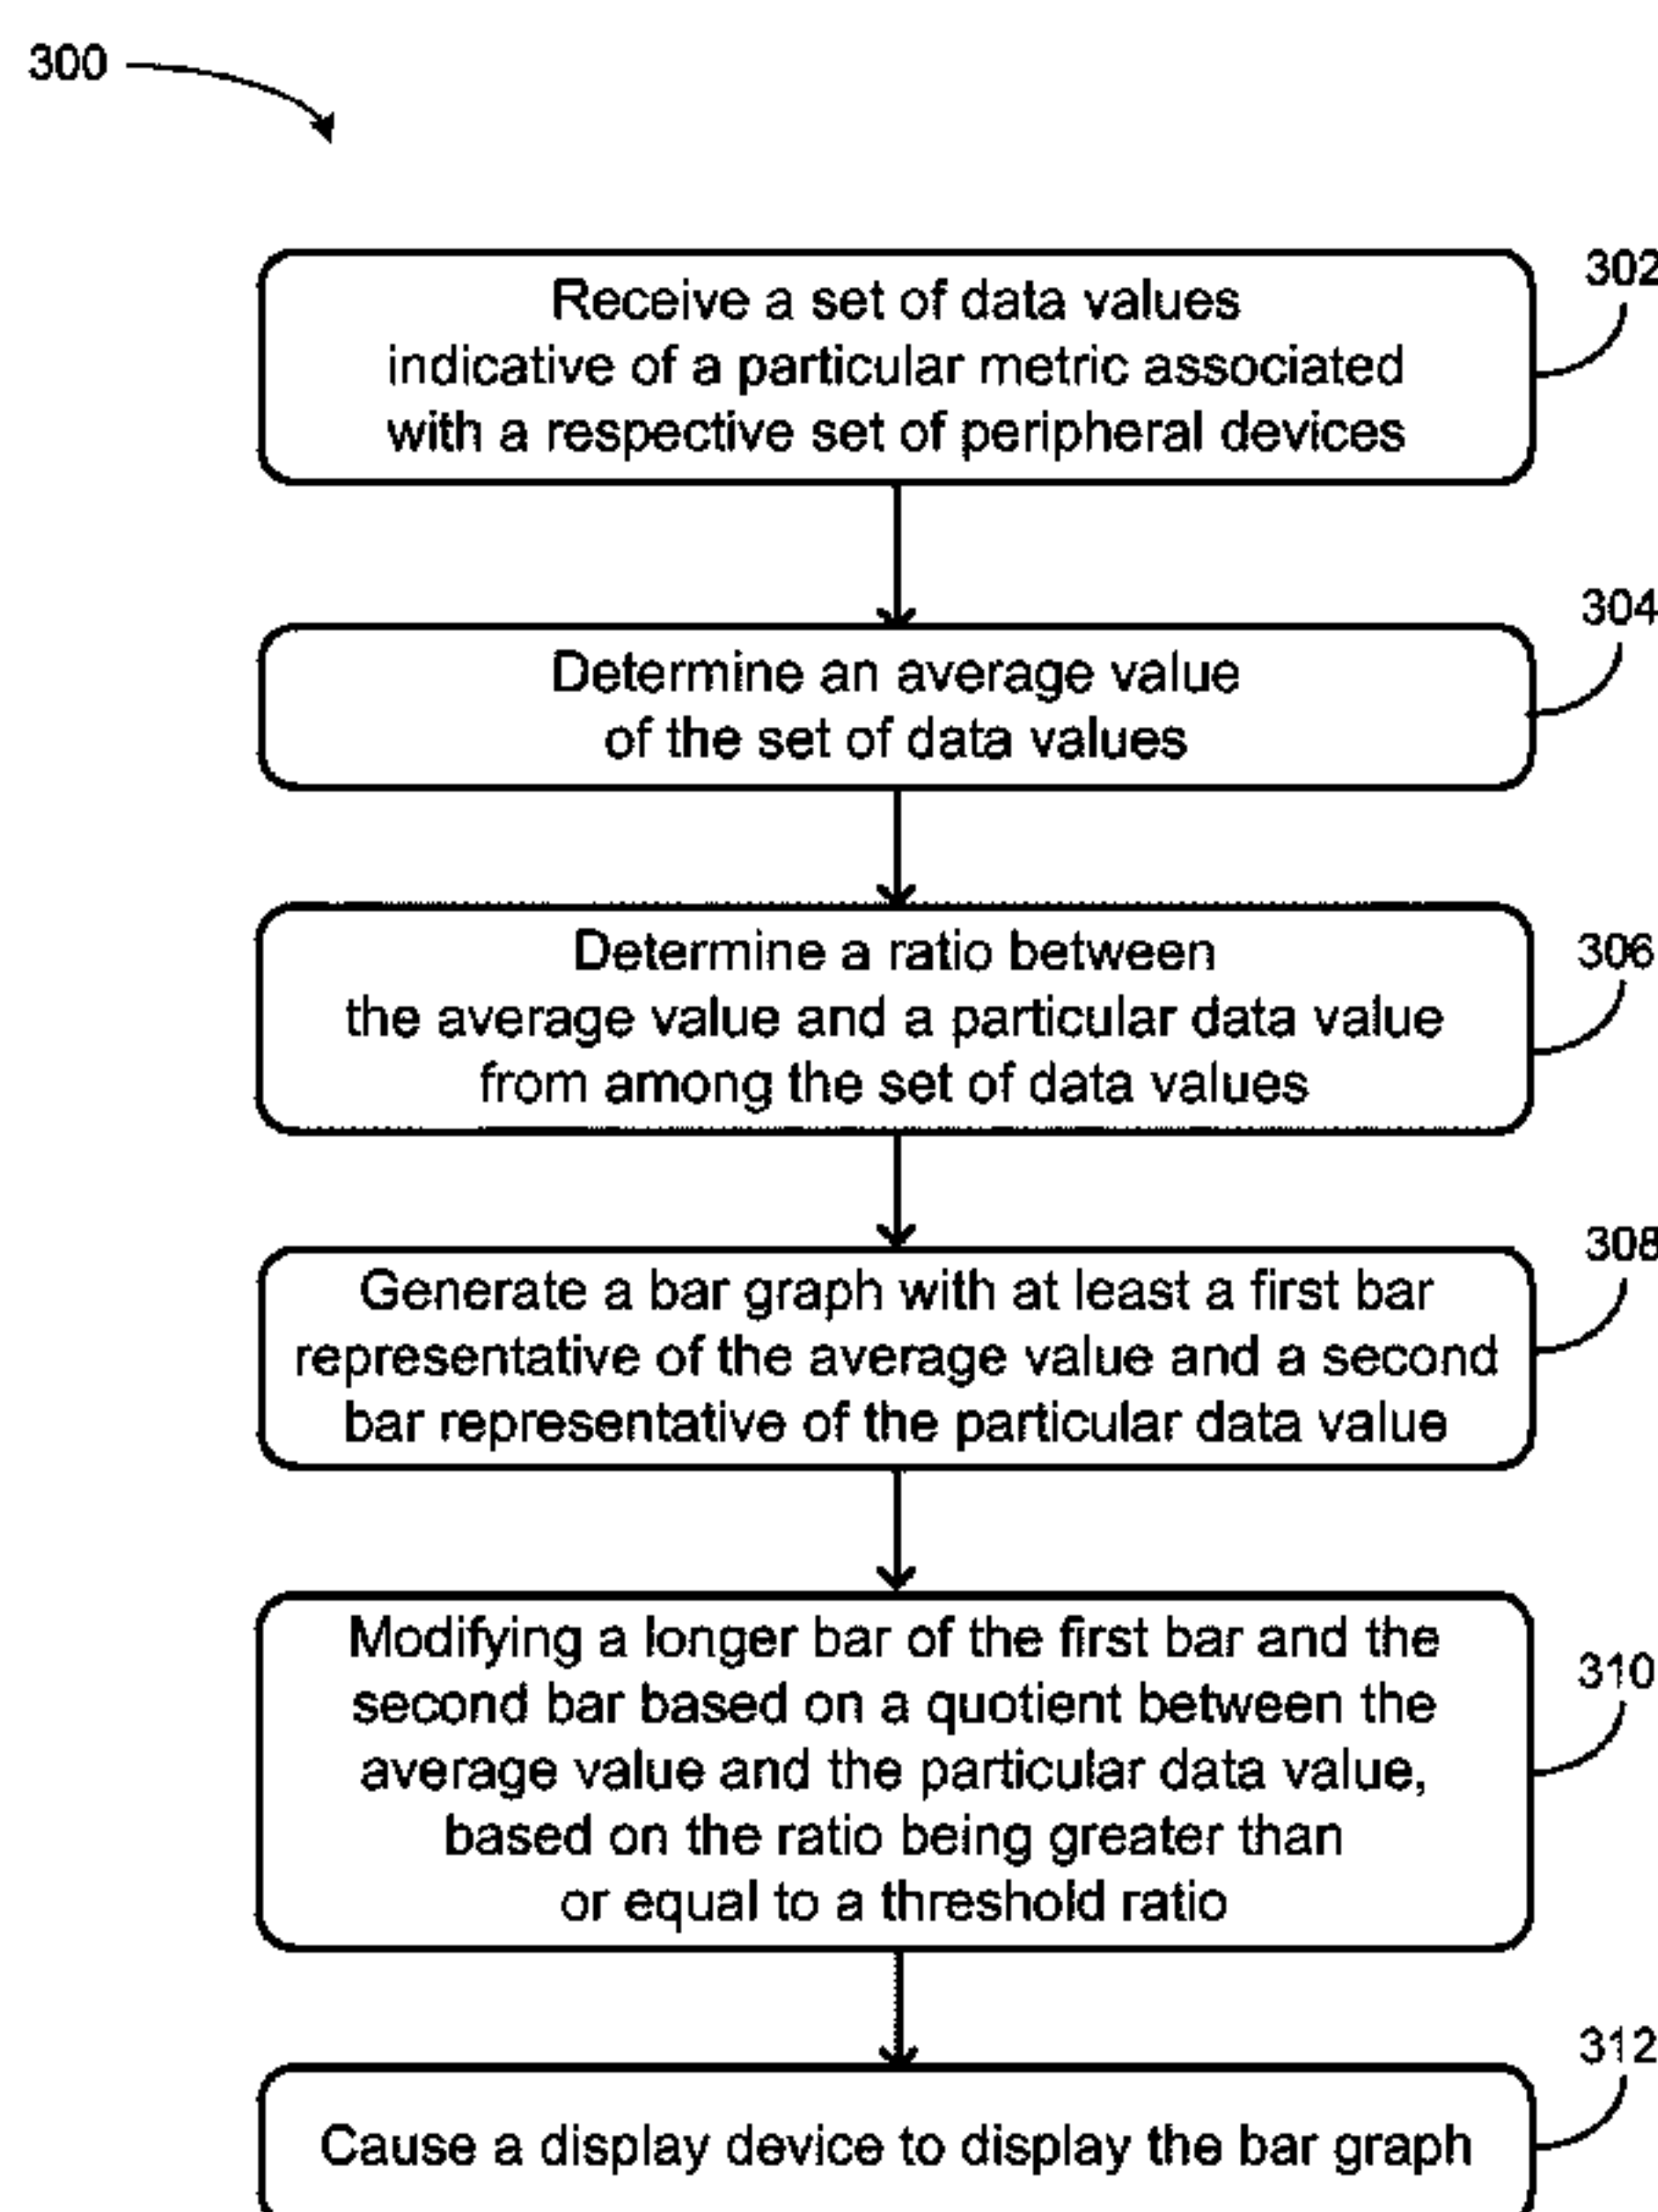 300
302
Receive a set of data values
indicative of a particular metric associated
with a respective set of peripheral devices
304
Determine an average value
of the set of data values
306
Determine a ratio between
the average value and a particular data value
from among the set of data values
308
Generate a bar graph with at least a first bar
representative of the average value and a second
bar representative of the particular data value
310
Modifying a longer bar of the first bar and the
second bar based on a quotient between the
average value and the particular data value,
based on the ratio being greater than
or equal to a threshold ratio
312
Cause a display device to display the bar graph